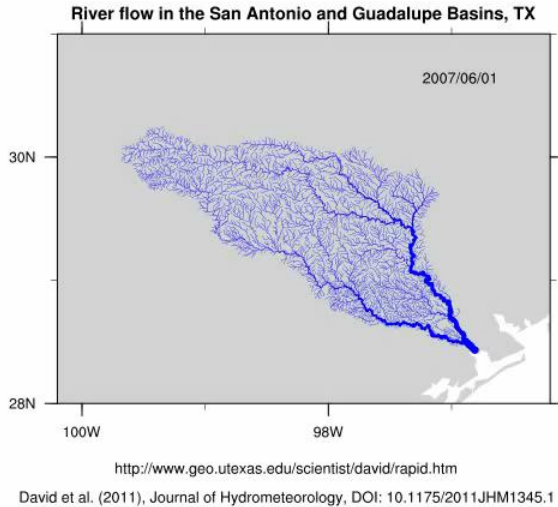 River flow in the San Antonio and Guadalupe Basins, TX
2007/06/01
30N
28N
100W 98W
http://www.geo.utexas.edu/scientist/david/rapid.htm
David et al. (2011), Journal of Hydrometeorology, DOI: 10.1175/2011JHM1345.1